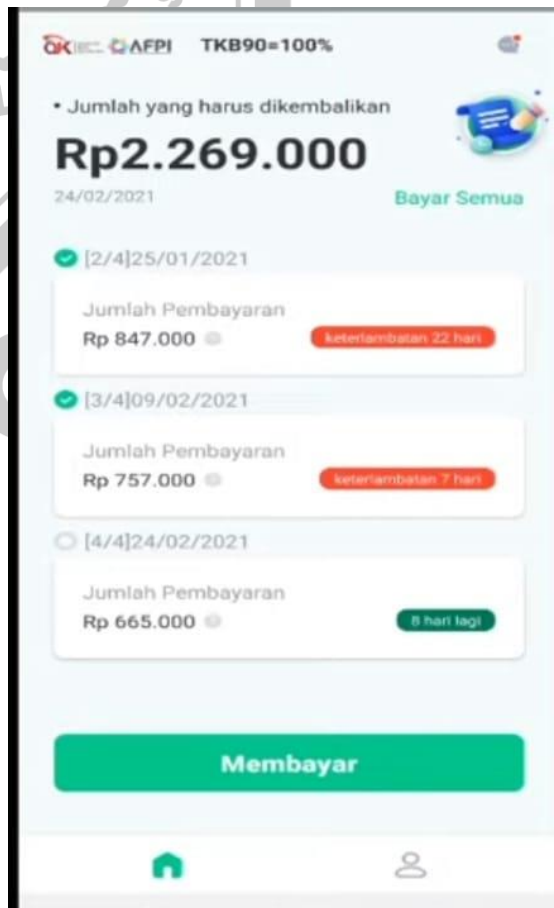 OJK AFPI TKB90=100%
• Jumlah yang harus dikembalikan
Rp2.269.000
24/02/2021
Bayar Semua
[2/4]25/01/2021
Jumlah Pembayaran
Rp 847.000
keterlambatan 22 hari
[3/4]09/02/2021
Jumlah Pembayaran
Rp 757.000
keterlambatan 7 hari
[4/4]24/02/2021
Jumlah Pembayaran
Rp 665.000
8 hari lagi
Membayar